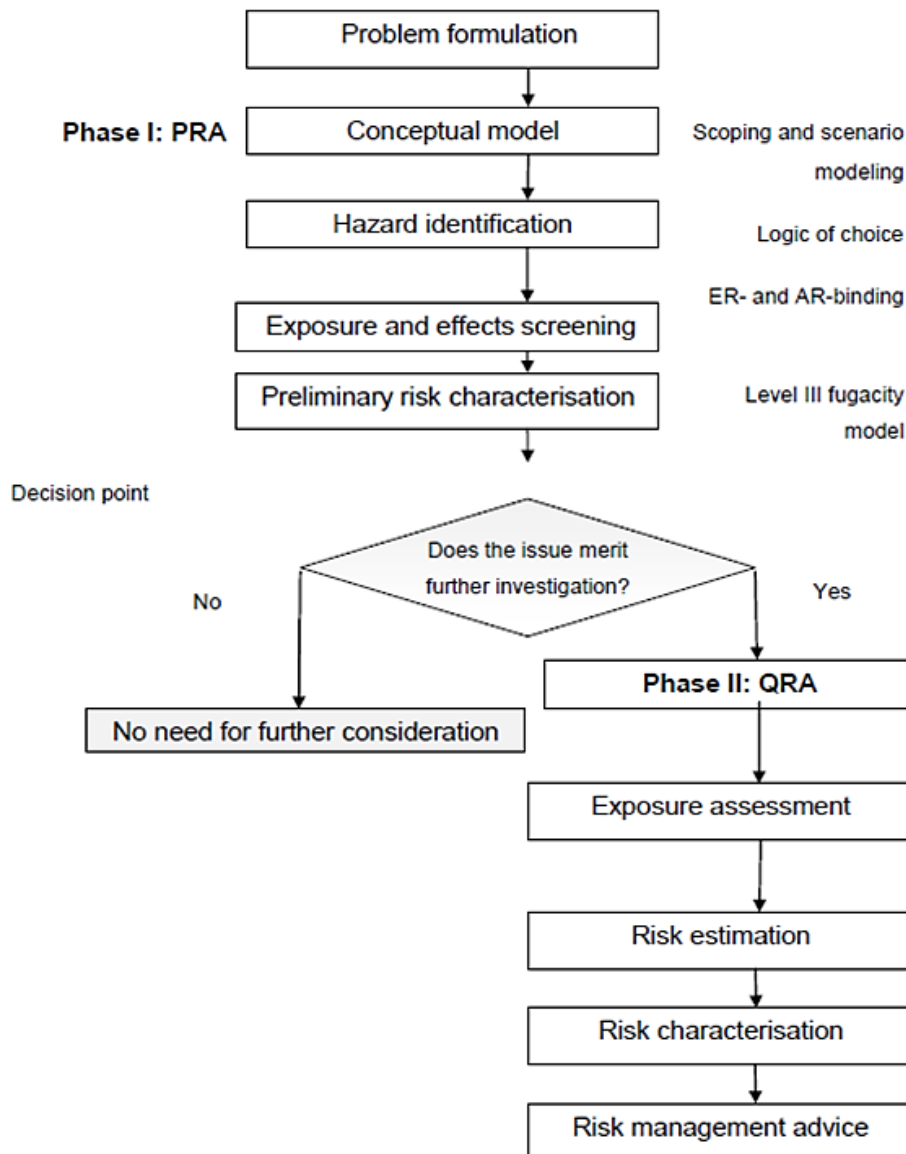 Problem formulation
Phase I: PRA
Conceptual model
Scoping and scenario
modeling
Hazard identification
Logic of choice
ER- and AR-binding
Exposure and effects screening
Preliminary risk characterisation
Level III fugacity
model
Decision point
Does the issue merit
further investigation?
No
Yes
Phase II: QRA
No need for further consideration
Exposure assessment
Risk estimation
Risk characterisation
Risk management advice